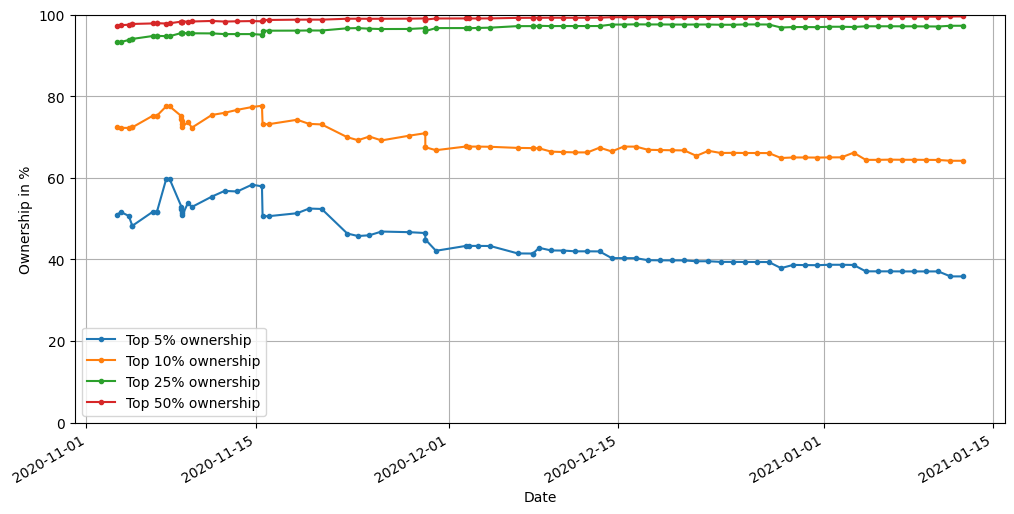 100
80
60
40
20
0
Ownership in %
Top 5% ownership
Top 10% ownership
Top 25% ownership
Top 50% ownership
2020-11-01
2020-11-15
2020-12-01
2020-12-15
2021-01-01
2021-01-15
Date